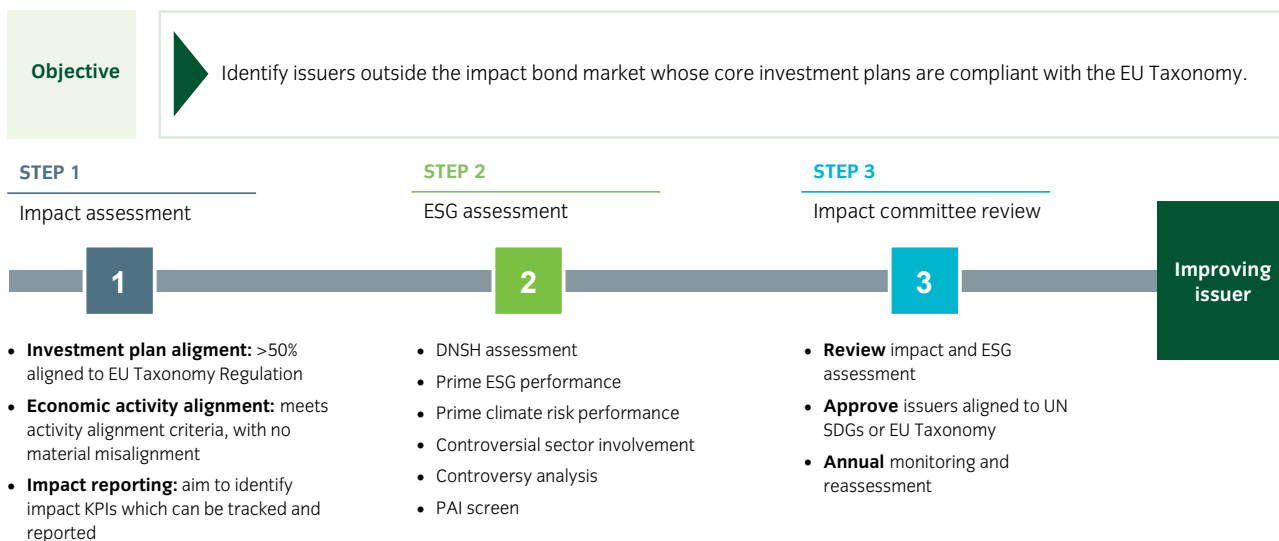 Objective
Identify issuers outside the impact bond market whose core investment plans are compliant with the EU Taxonomy.
STEP 1
Impact assessment
1
• Investment plan aligment: >50%
aligned to EU Taxonomy Regulation
• Economic activity alignment: meets
activity alignment criteria, with no
material misalignment
• Impact reporting: aim to identify
impact KPIs which can be tracked and
reported
STEP 2
ESG assessment
2
• DNSH assessment
• Prime ESG performance
• Prime climate risk performance
• Controversial sector involvement
• Controversy analysis
• PAI screen
STEP 3
Impact committee review
3
• Review impact and ESG
assessment
• Approve issuers aligned to UN
SDGs or EU Taxonomy
• Annual monitoring and
reassessment
Improving
issuer